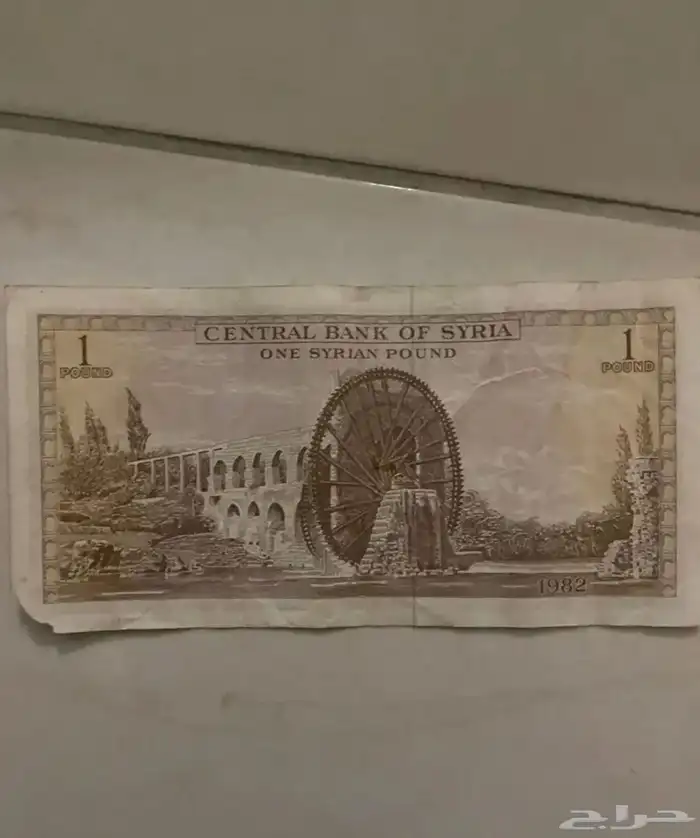 CENTRAL BANK OF SYRIA
ONE SYRIAN POUND
1
POUND
1
POUND
1982
حراج